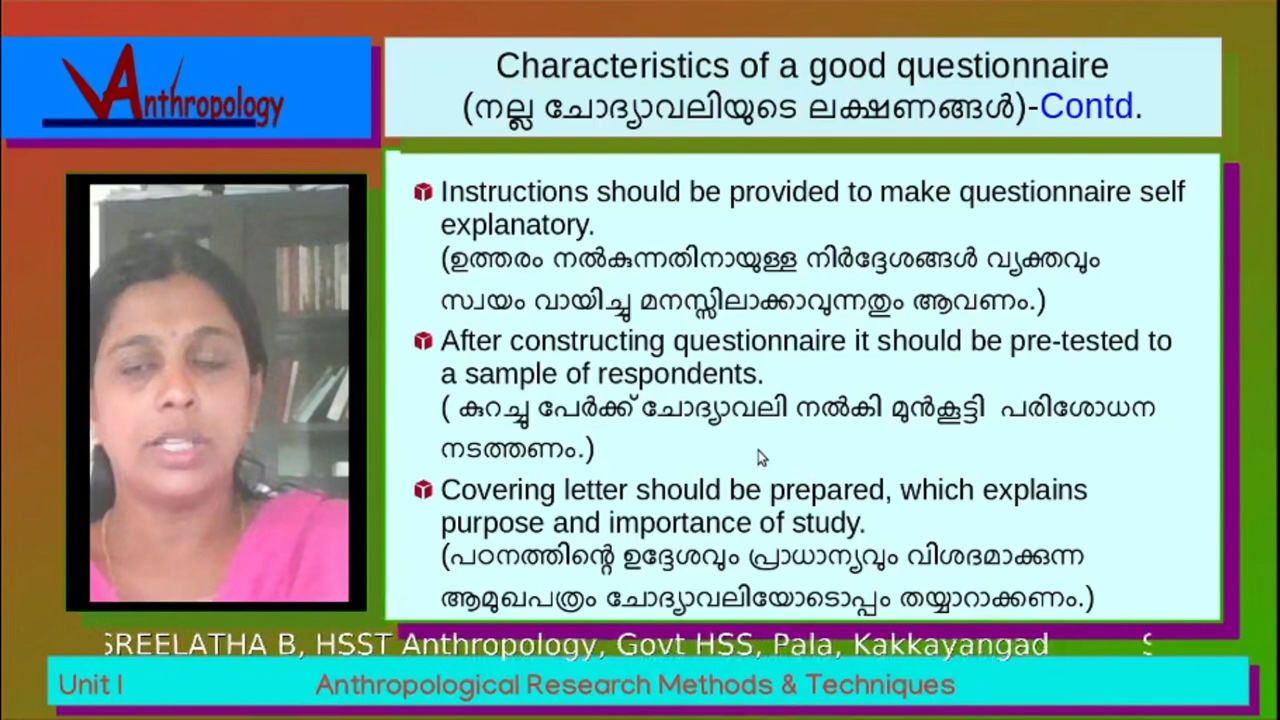 Anthropology
Characteristics of a good questionnaire
(നല്ല ചോദ്യാവലിയുടെ ലക്ഷണങ്ങൾ)-Contd.
Instructions should be provided to make questionnaire self
explanatory.
(ഉത്തരം നൽകുന്നതിനായുള്ള നിർദ്ദേശങ്ങൾ വ്യക്തവും
സ്വയം വായിച്ചു മനസ്സിലാക്കാവുന്നതും ആവണം.)
After constructing questionnaire it should be pre-tested to
a sample of respondents.
( കുറച്ചു പേർക്ക് ചോദ്യാവലി നൽകി മുൻകൂട്ടി പരിശോധന
നടത്തണം.)
Covering letter should be prepared, which explains
purpose and importance of study.
(പഠനത്തിന്റെ ഉദ്ദേശവും പ്രാധാന്യവും വിശദമാക്കുന്ന
ആമുഖപത്രം ചോദ്യാവലിയോടൊപ്പം തയ്യാറാക്കണം.)
SREELATHA B, HSST Anthropology, Govt HSS, Pala, Kakkayangad S
Unit I Anthropological Research Methods & Techniques